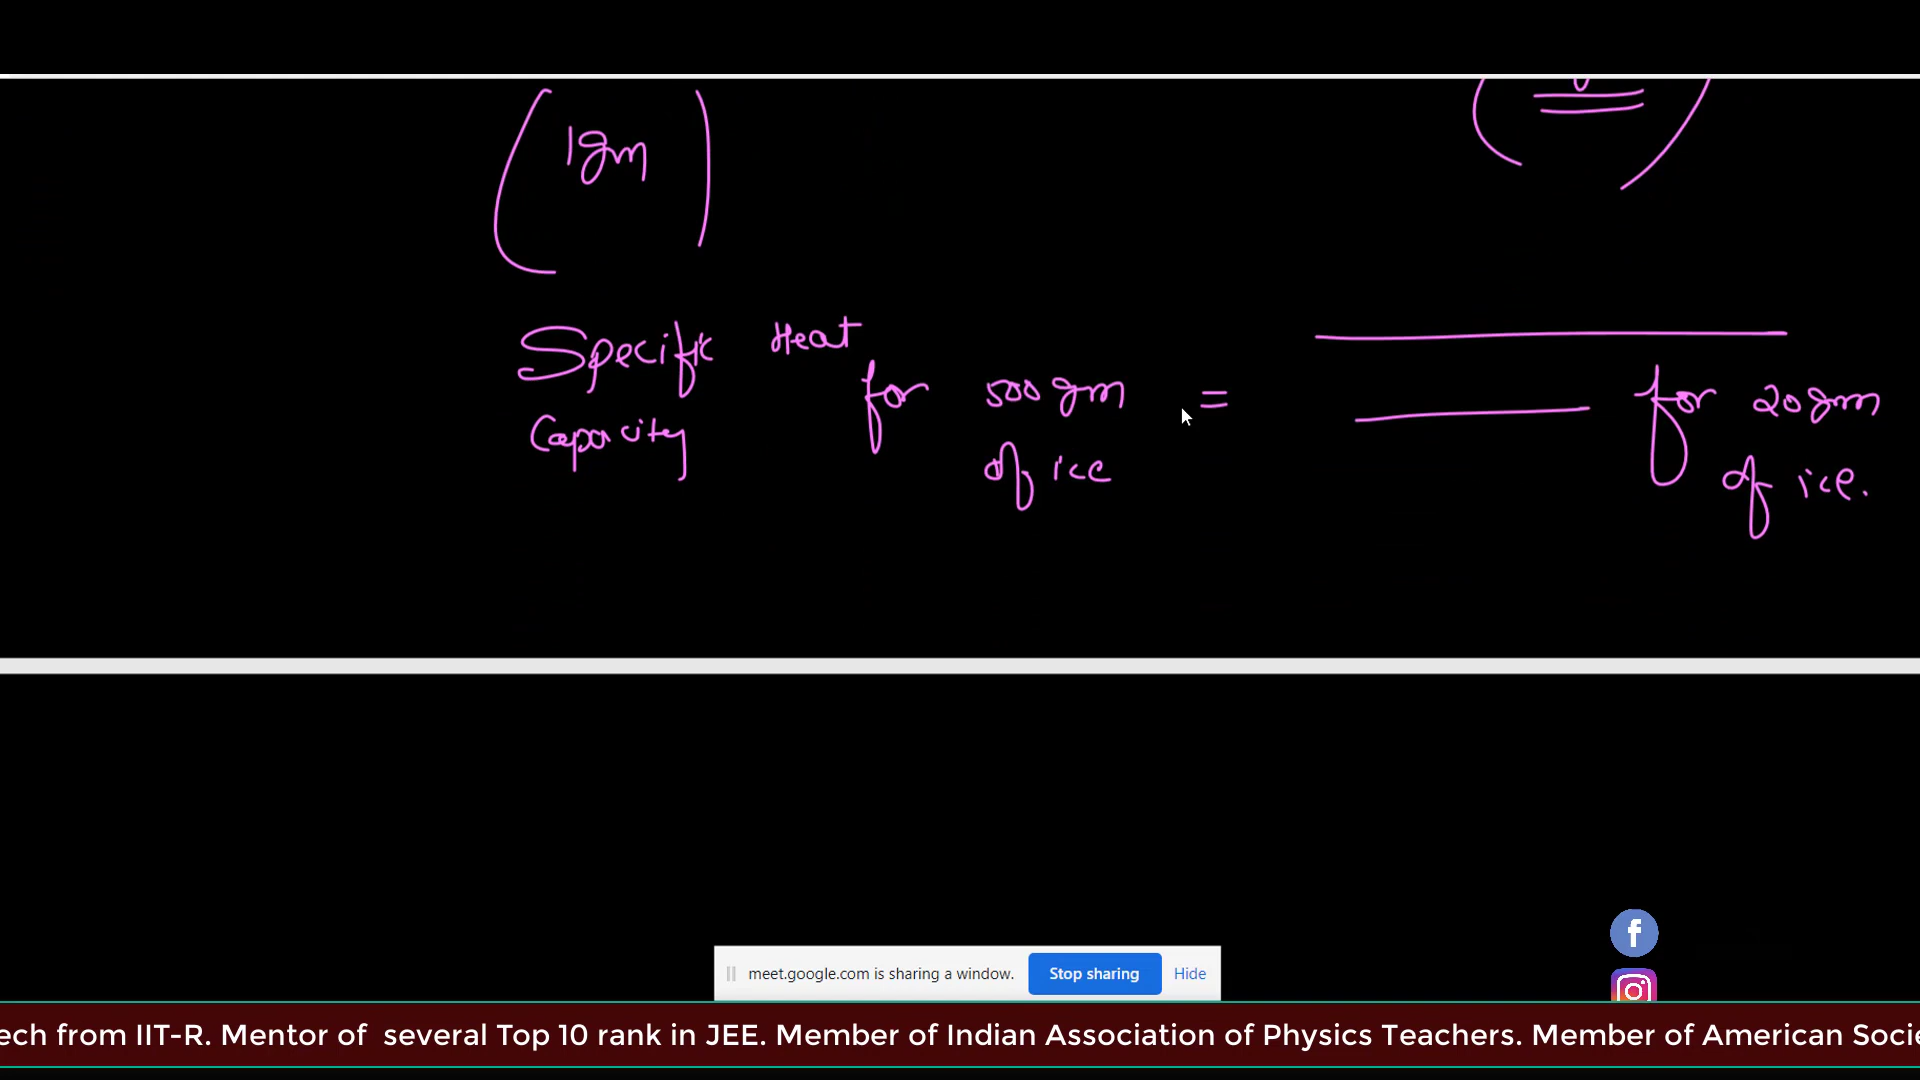 1gm
Specific Heat
Capacity
for 500 gm =
of ice
for 20 gm
of ice.
meet.google.com is sharing a window. Stop sharing Hide
ech from IIT-R. Mentor of several Top 10 rank in JEE. Member of Indian Association of Physics Teachers. Member of American Socie